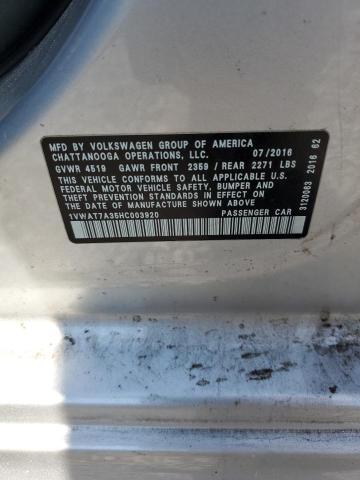 MFD BY VOLKSWAGEN GROUP OF AMERICA
CHATTANOOGA OPERATIONS, LLC. 07/2016
GVWR 4519 GAWR FRONT 2359 / REAR 2271 LBS
THIS VEHICLE CONFORMS TO ALL APPLICABLE U.S.
FEDERAL MOTOR VEHICLE SAFETY, BUMPER AND
THEFT PREVENTION STANDARDS IN EFFECT ON THE
DATE OF MANUFACTURE SHOWN ABOVE.
1VWAT7A35HC003920 PASSENGER CAR
3120063 2016 62